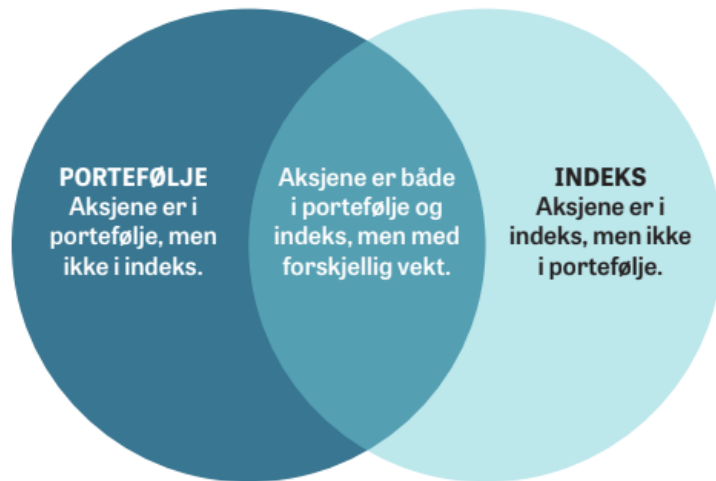 PORTEFØLJE
Aksjene er i
portefølje, men
ikke i indeks.
Aksjene er både
i portefølje og
indeks, men med
forskjellig vekt.
INDEKS
Aksjene er i
indeks, men ikke
i portefølje.